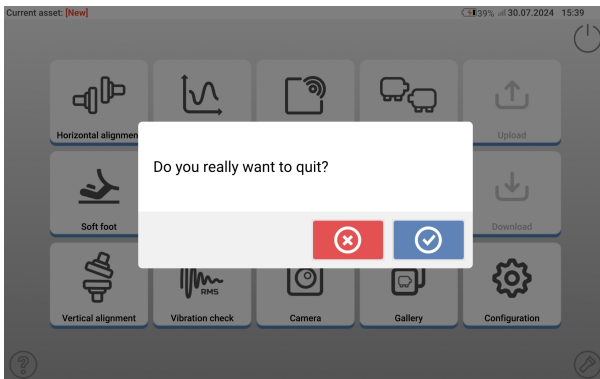 Current asset: [New] 39% 30.07.2024 15:39
Horizontal alignmen
Upload
Do you really want to quit?
Soft foot
Download
RMS
Vertical alignment
Vibration check
Camera
Gallery
Configuration
?